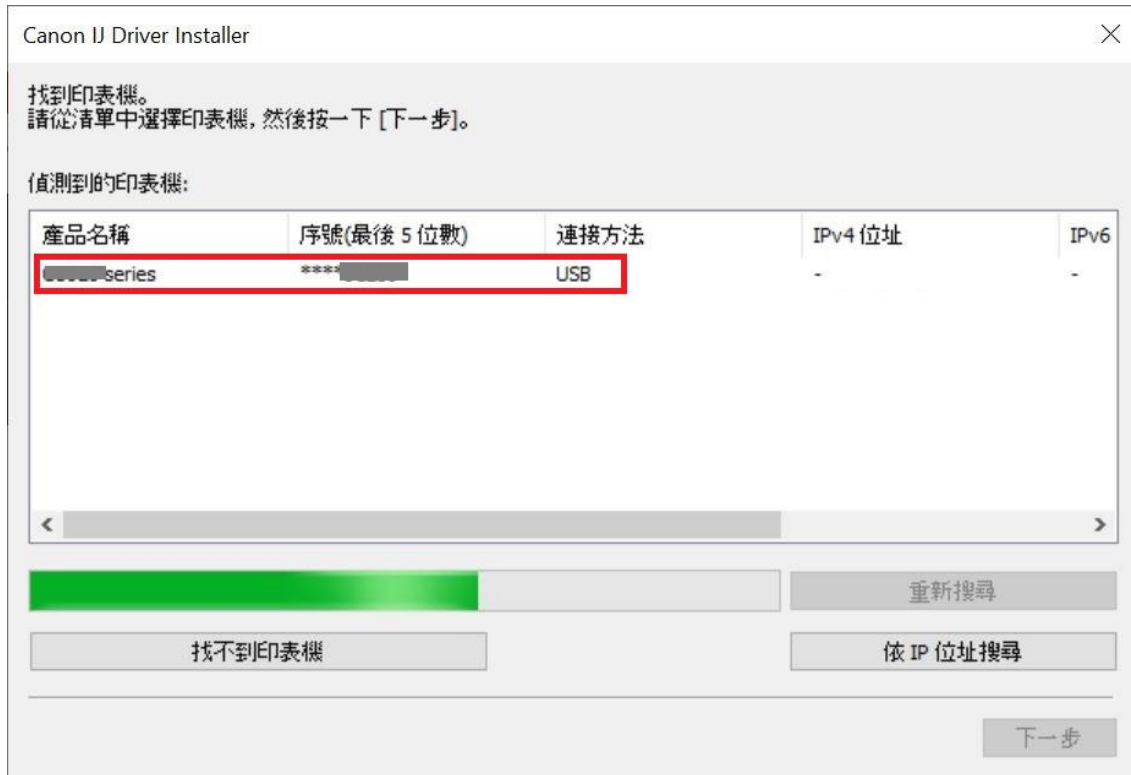 Canon IJ Driver Installer
找到印表機。
請從清單中選擇印表機, 然後按一下 [下一步]。
偵測到的印表機:
產品名稱 序號(最後 5 位數) 連接方法 IPv4 位址 IPv6
series **** USB - -
重新搜尋
找不到印表機 依 IP 位址搜尋
下一步